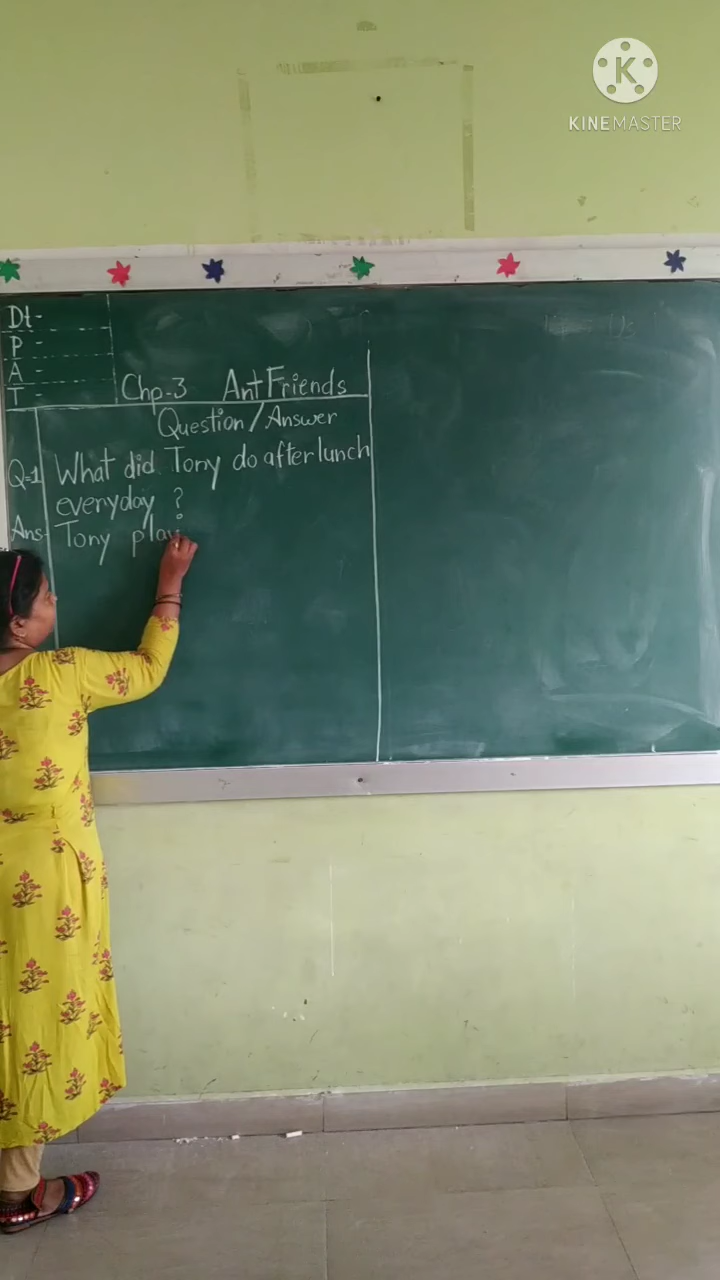 KINEMASTER
Dt-
P -
A -
T -
Chp-3 Ant Friends
Question/Answer
Q-1 What did Tony do after lunch
everyday ?
Ans- Tony play